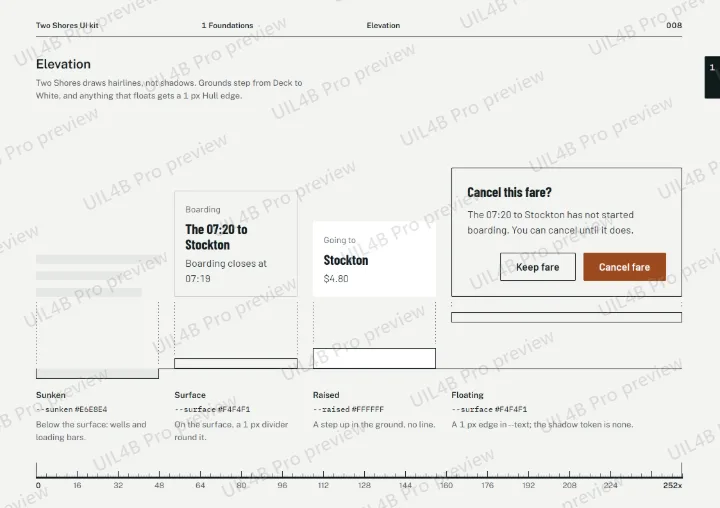 Two Shores UI kit
1 Foundations
Elevation
008
Elevation
1
Two Shores draws hairlines, not shadows. Grounds step from Deck to
White, and anything that floats gets a 1 px Hull edge.
Boarding
The 07:20 to
Stockton
Boarding closes at
07:19
Going to
Stockton
$4.80
Cancel this fare?
The 07:20 to Stockton has not started
boarding. You can cancel until it does.
Keep fare
Cancel fare
Sunken
--sunken #E6E8E4
Below the surface: wells and
loading bars.
Surface
--surface #F4F4F1
On the surface, a 1 px divider
round it.
Raised
--raised #FFFFFF
A step up in the ground, no line.
Floating
--surface #F4F4F1
A 1 px edge in --text; the shadow token is none.
0 16 32 48 64 80 96 112 128 144 160 176 192 208 224 252x
UIL4B Pro preview